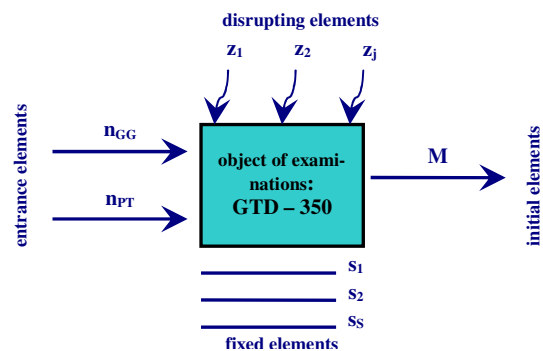 disrupting elements
z1 z2 zj
entrance elements
nGG
nPT
object of exami-
nations:
GTD – 350
M
initial elements
s1
s2
sS
fixed elements